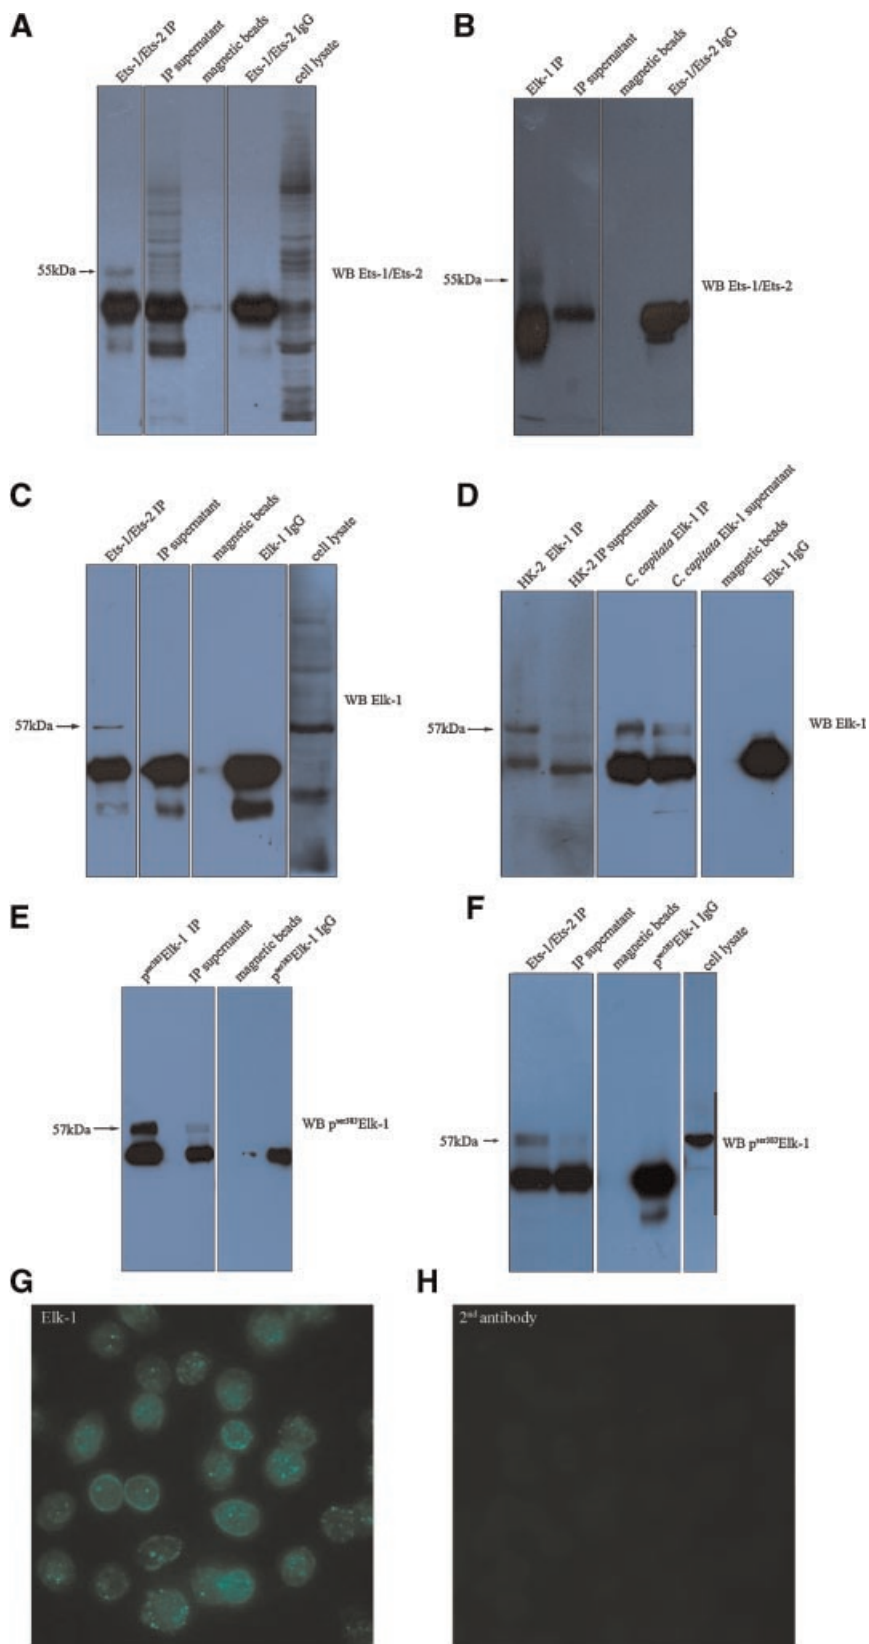 A
Ets-1/Ets-2 IP
IP supernatant
magnetic beads
Ets-1/Ets-2 IgG
cell lysate
55kDa
WB Ets-1/Ets-2
B
Elk-1 IP
IP supernatant
magnetic beads
Ets-1/Ets-2 IgG
55kDa
WB Ets-1/Ets-2
C
Ets-1/Ets-2 IP
IP supernatant
magnetic beads
Elk-1 IgG
cell lysate
57kDa
WB Elk-1
D
HK-2 Elk-1 IP
HK-2 IP supernatant
C. capitata Elk-1 IP
C. capitata Elk-1 supernatant
magnetic beads
Elk-1 IgG
57kDa
WB Elk-1
E
pser383Elk-1 IP
IP supernatant
magnetic beads
pser383Elk-1 IgG
57kDa
WB pser383Elk-1
F
Ets-1/Ets-2 IP
IP supernatant
magnetic beads
pser383Elk-1 IgG
cell lysate
57kDa
WB pser383Elk-1
G
Elk-1
H
2nd antibody